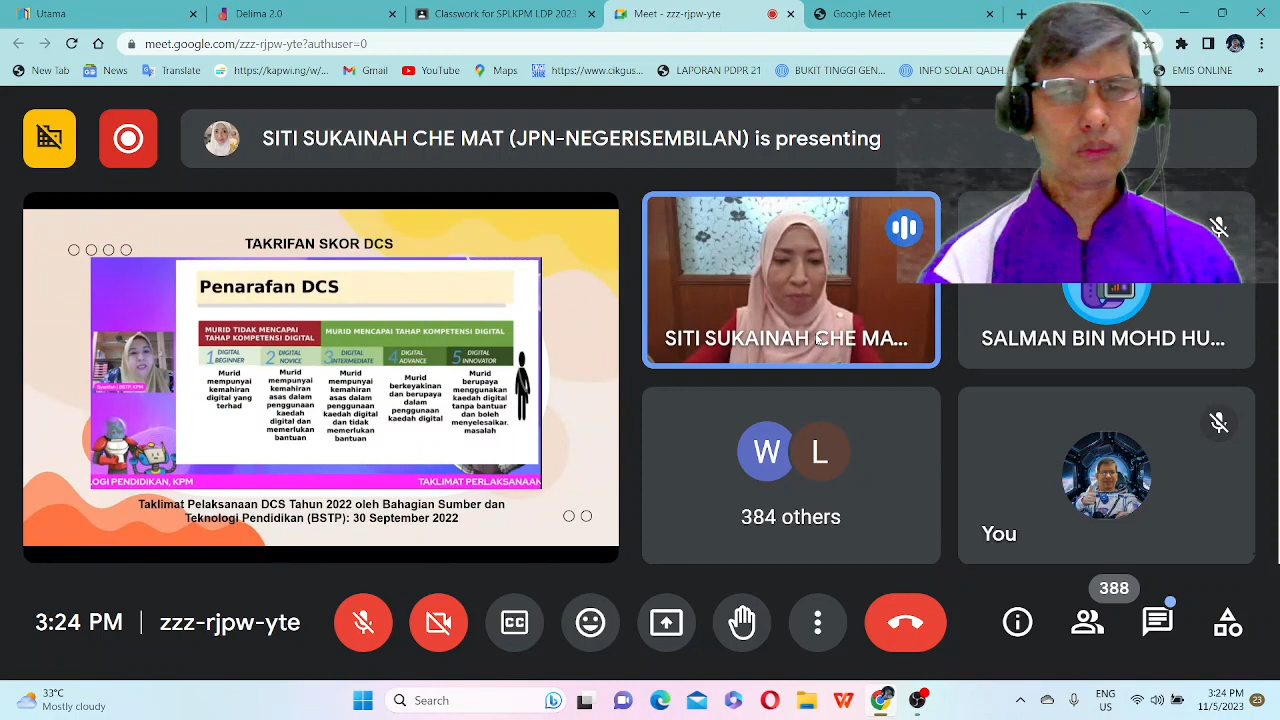 Utama
Delima 2.0
Classwork for SPLKPM LDP 2023
Meet - zzz-rjpw-yte
Google Meet
meet.google.com/zzz-rjpw-yte?authuser=0
New Tab
News
Translate
https://kapwing.ng/...
Gmail
YouTube
Maps
https://www.cikgus...
LAPORAN PDPR 21
BUKIT TINGGI GEN...
INFO SOLAT QADH
EMIS ONLINE
»
SITI SUKAINAH CHE MAT (JPN-NEGERISEMBILAN) is presenting
TAKRIFAN SKOR DCS
Penarafan DCS
MURID TIDAK MENCAPAI
TAHAP KOMPETENSI DIGITAL
MURID MENCAPAI TAHAP KOMPETENSI DIGITAL
1 DIGITAL BEGINNER
2 DIGITAL NOVICE
3 DIGITAL INTERMEDIATE
4 DIGITAL ADVANCE
5 DIGITAL INNOVATOR
Murid
mempunyai
kemahiran
digital yang
terhad
Murid
mempunyai
kemahiran
asas dalam
penggunaan
kaedah
digital dan
memerlukan
bantuan
Murid
mempunyai
kemahiran
asas dalam
penggunaan
kaedah digital
dan tidak
memerlukan
bantuan
Murid
berkeyakinan
dan berupaya
dalam
penggunaan
kaedah digital
Murid
berupaya
menggunakan
kaedah digital
tanpa bantuan
dan boleh
menyelesaikan
masalah
OGI PENDIDIKAN, KPM
TAKLIMAT PERLAKSANAAN
Taklimat Pelaksanaan DCS Tahun 2022 oleh Bahagian Sumber dan
Teknologi Pendidikan (BSTP): 30 September 2022
SITI SUKAINAH CHE MA...
SALMAN BIN MOHD HU...
W
L
384 others
You
3:24 PM
zzz-rjpw-yte
CC
388
33°C
Mostly cloudy
Search
ENG
US
3:24 PM
11/5/2023
23